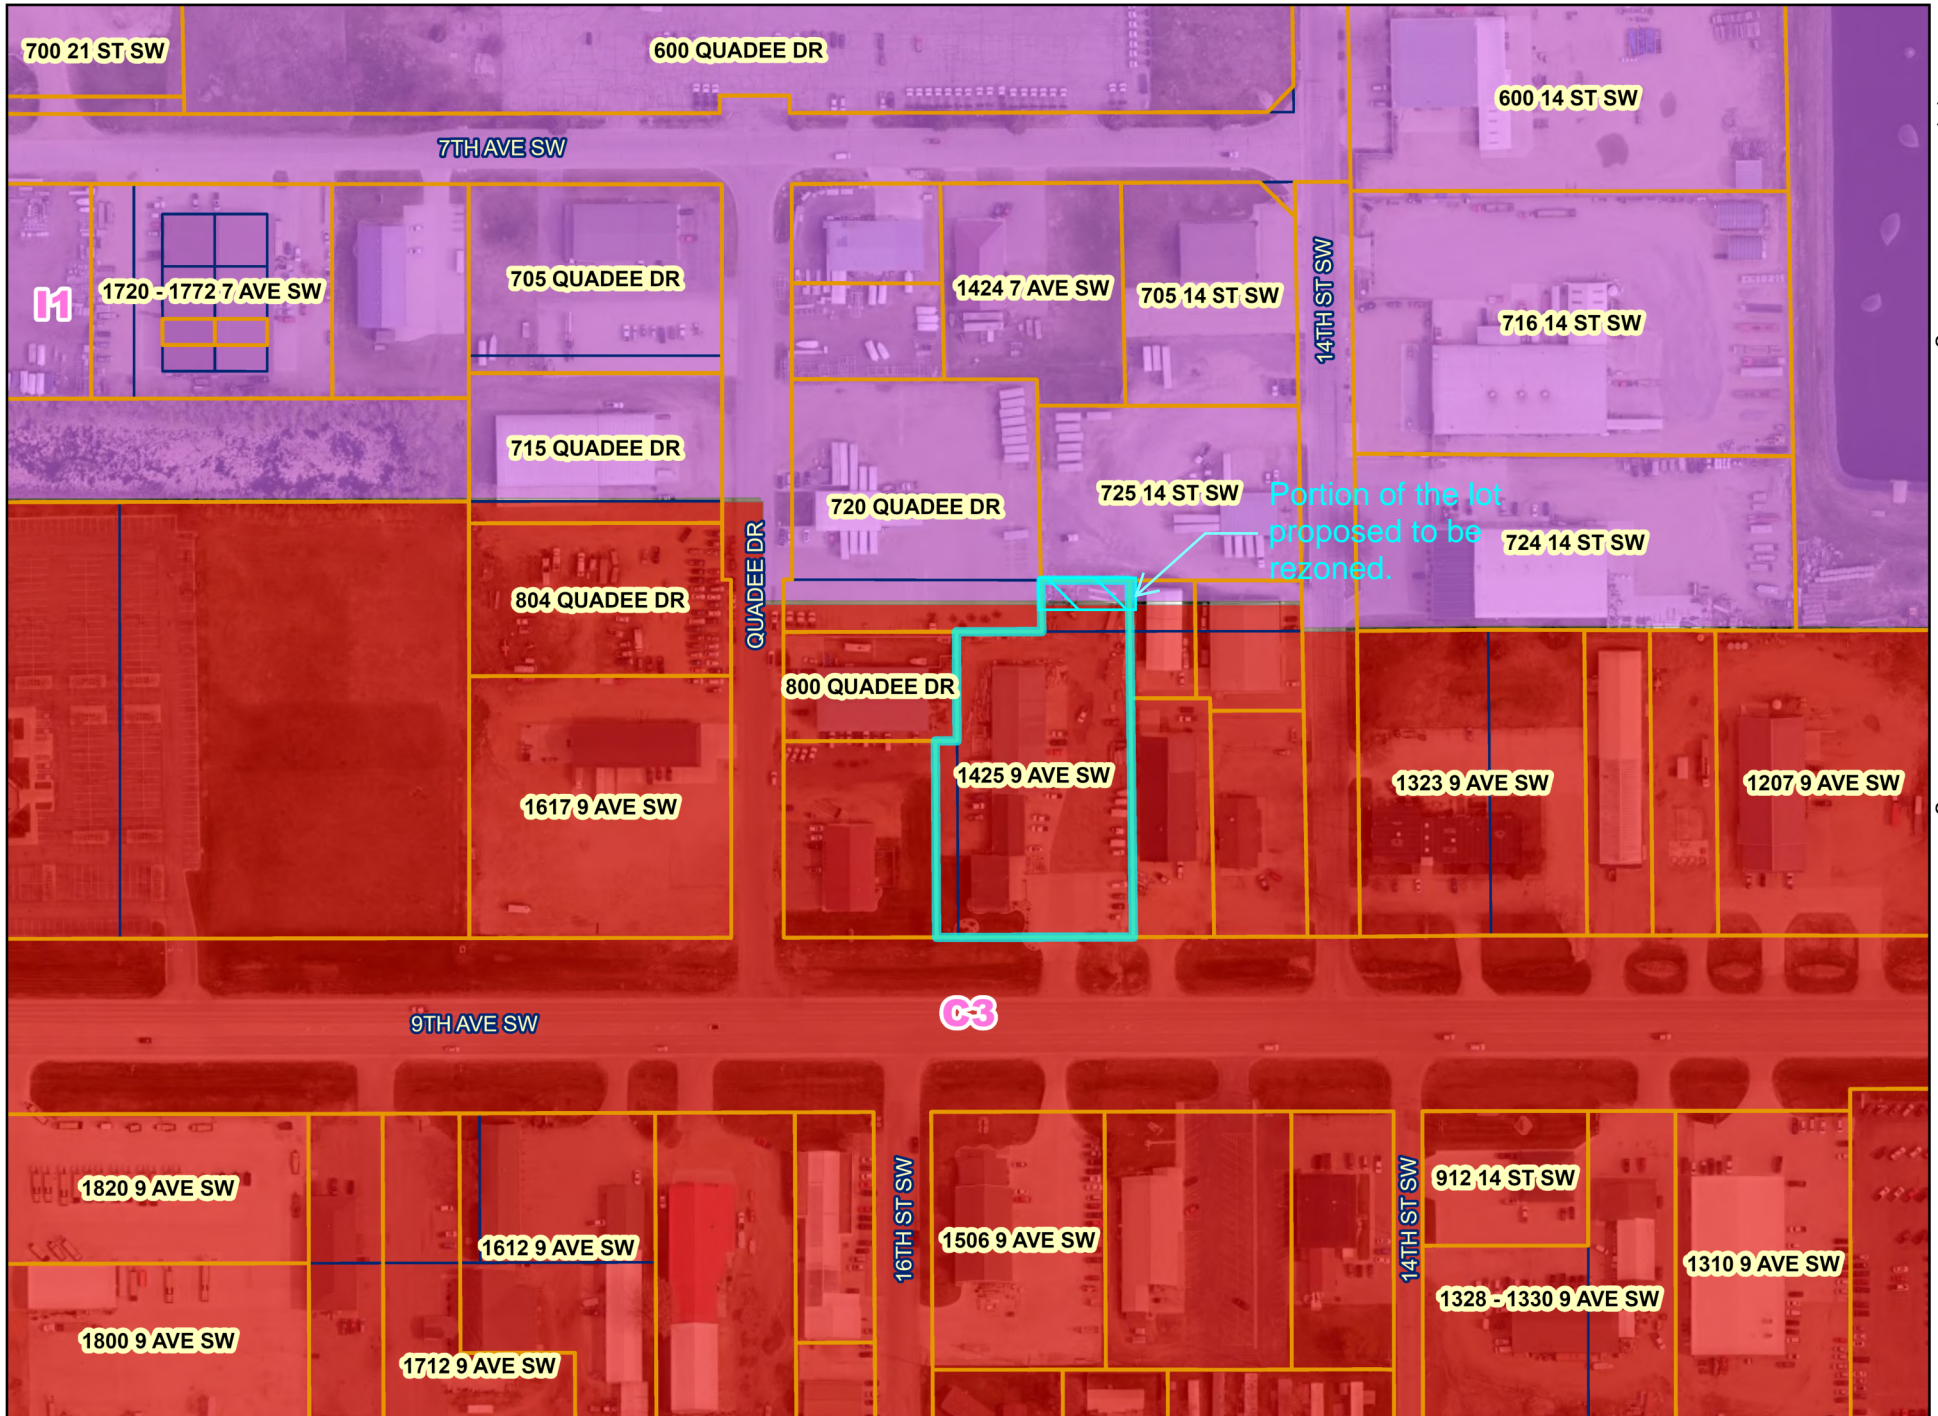 700 21 ST SW
600 QUADEE DR
600 14 ST SW
7TH AVE SW
I1
1720 - 1772 7 AVE SW
705 QUADEE DR
1424 7 AVE SW
705 14 ST SW
14TH ST SW
716 14 ST SW
715 QUADEE DR
720 QUADEE DR
725 14 ST SW
Portion of the lot
proposed to be
rezoned.
724 14 ST SW
QUADEE DR
804 QUADEE DR
800 QUADEE DR
1617 9 AVE SW
1425 9 AVE SW
1323 9 AVE SW
1207 9 AVE SW
C3
9TH AVE SW
1820 9 AVE SW
1612 9 AVE SW
16TH ST SW
1506 9 AVE SW
14TH ST SW
912 14 ST SW
1310 9 AVE SW
1328 - 1330 9 AVE SW
1800 9 AVE SW
1712 9 AVE SW